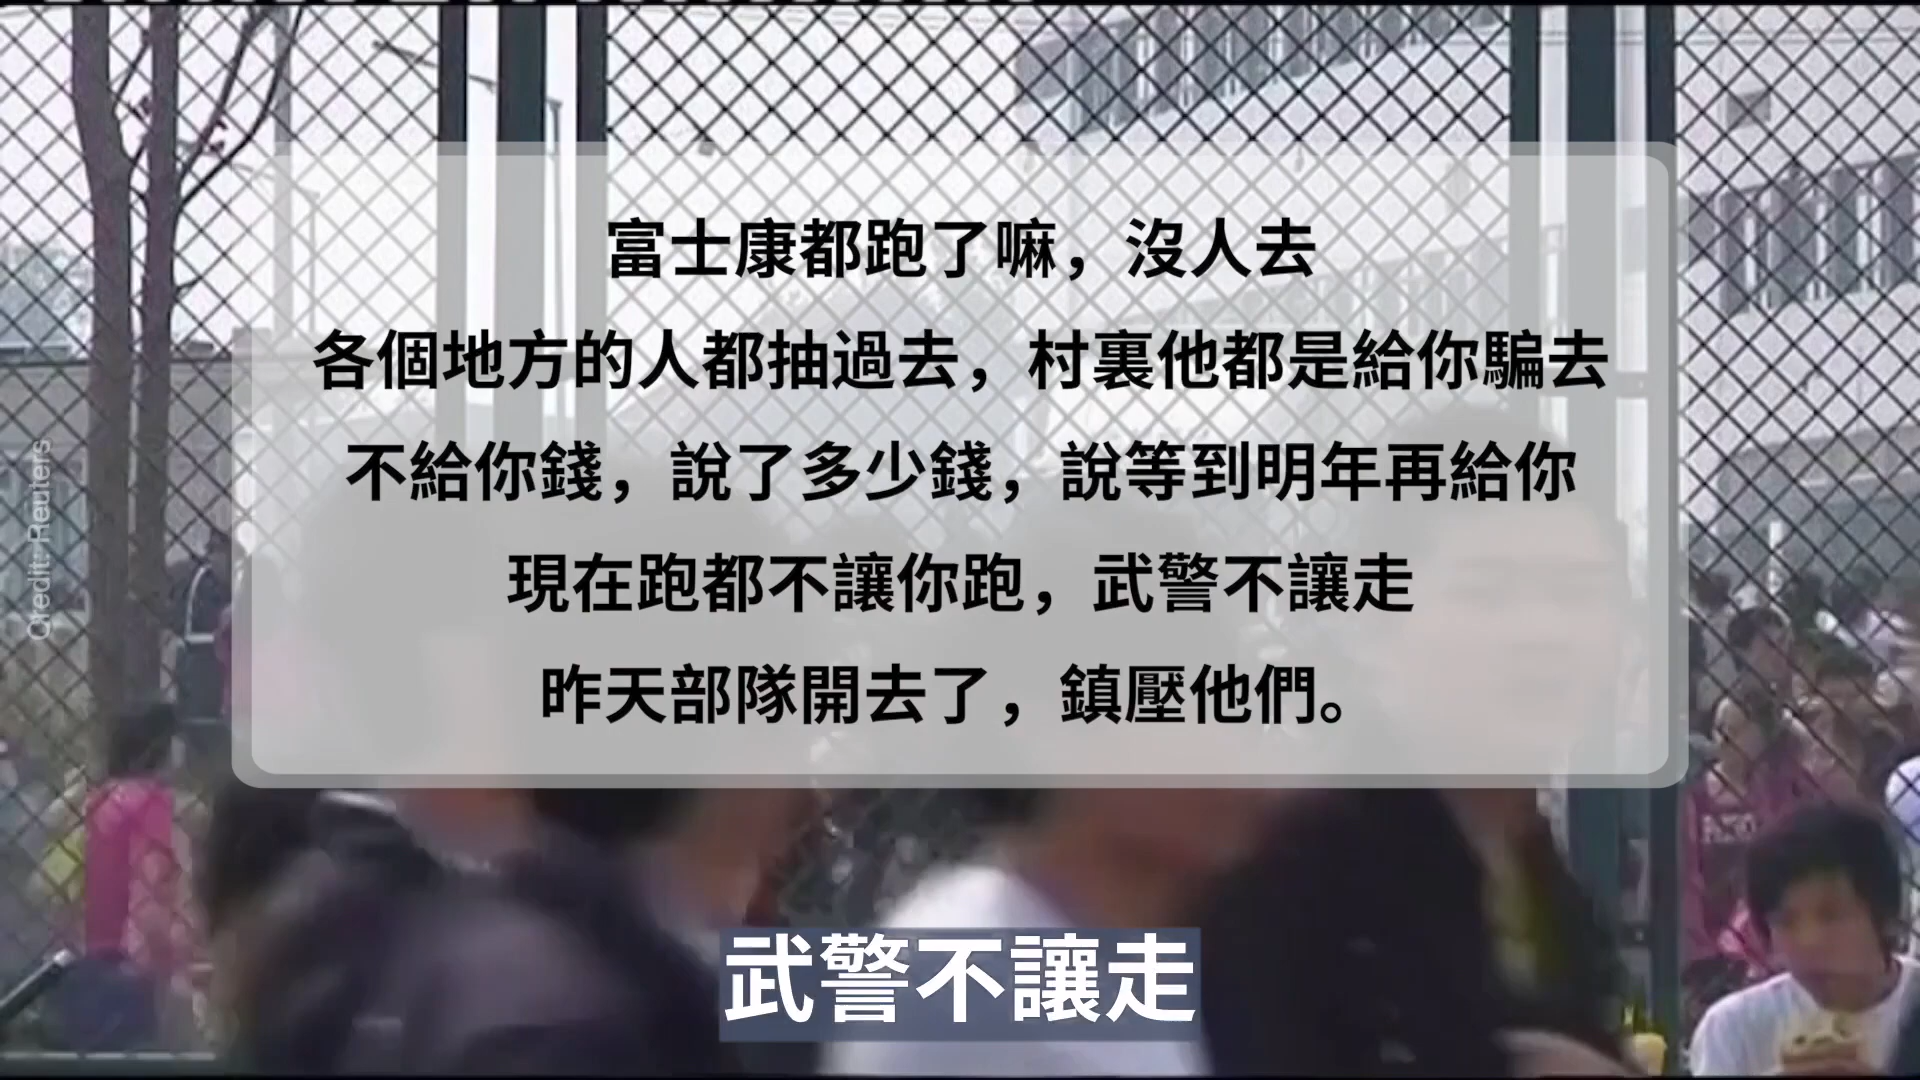 富士康都跑了嘛，沒人去
各個地方的人都抽過去，村裏他都是給你騙去
不給你錢，說了多少錢，說等到明年再給你
現在跑都不讓你跑，武警不讓走
昨天部隊開去了，鎮壓他們。
Credit: Reuters
武警不讓走